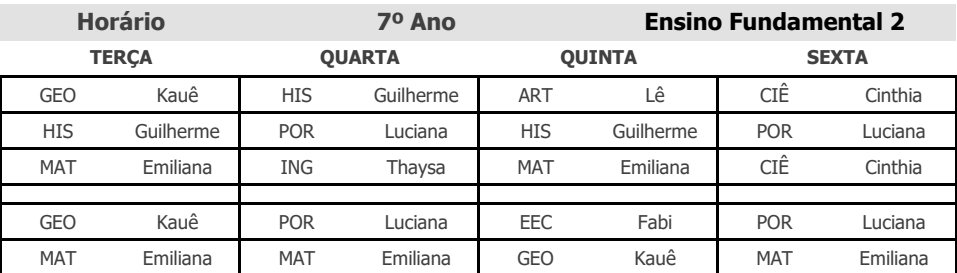 Horário 7º Ano Ensino Fundamental 2
TERÇA QUARTA QUINTA SEXTA
GEO Kauê HIS Guilherme ART Lê CIÊ Cinthia
HIS Guilherme POR Luciana HIS Guilherme POR Luciana
MAT Emiliana ING Thaysa MAT Emiliana CIÊ Cinthia
GEO Kauê POR Luciana EEC Fabi POR Luciana
MAT Emiliana MAT Emiliana GEO Kauê MAT Emiliana